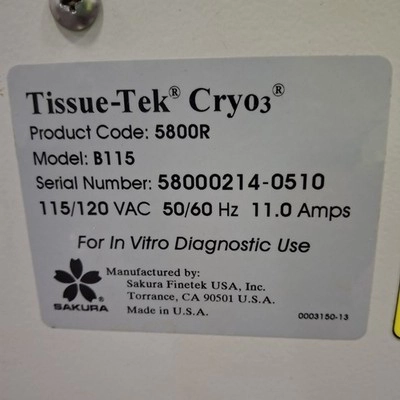 Tissue-Tek® Cryo3®
Product Code: 5800R
Model: B115
Serial Number: 58000214-0510
115/120 VAC 50/60 Hz 11.0 Amps
For In Vitro Diagnostic Use
Manufactured by:
Sakura Finetek USA, Inc.
Torrance, CA 90501 U.S.A.
Made in U.S.A.
SAKURA®
0003150-13